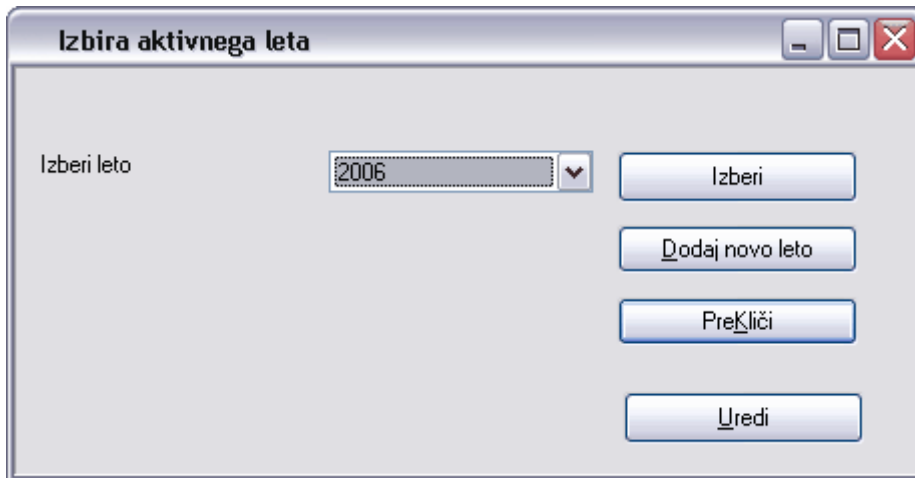 Izbira aktivnega leta
Izberi leto
2006
Izberi
Dodaj novo leto
PreKliči
Uredi